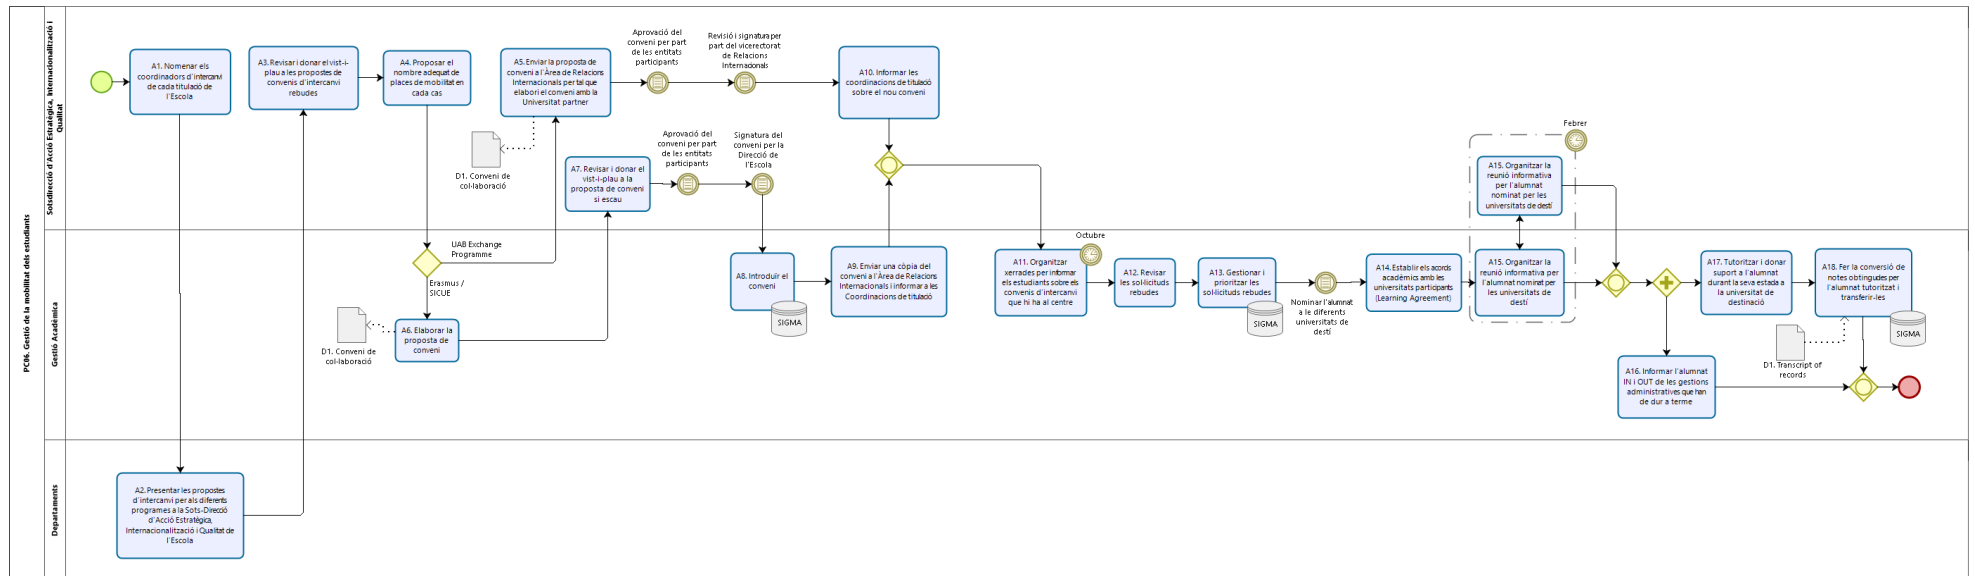 PC06. Gestió de la mobilitat dels estudiants
Sotsdirecció d'Acció Estratègica, Internacionalització i
Qualitat
A1. Nomenar els
coordinadors d'intercanvi
de cada titulació de
l'Escola
A3. Revisar i donar el vist-i-
plau a les propostes de
convenis d'intercanvi
rebudes
A4. Proposar el
nombre adequat de
places de mobilitat en
cada cas
A5. Enviar la proposta de
conveni a l'Àrea de Relacions
Internacionals per tal que
elabori el conveni amb la
Universitat partner
D1. Conveni de
col·laboració
Aprovació del
conveni per part
de les entitats
participants
Revisió i signatura per
part del vicerectorat
de Relacions
Internacionals
A10. Informar les
coordinacions de titulació
sobre el nou conveni
A7. Revisar i donar el
vist-i-plau a la
proposta de conveni
si escau
Aprovació del
conveni per part
de les entitats
participants
Signatura del
conveni per la
Direcció de
l'Escola
Febrer
A15. Organitzar la
reunió informativa
per l'alumnat
nominat per les
universitats de destí
Gestió Acadèmica
UAB Exchange
Programme
Erasmus /
SICUE
D1. Conveni de
col·laboració
A6. Elaborar la
proposta de
conveni
A8. Introduir el
conveni
SIGMA
A9. Enviar una còpia del
conveni a l'Àrea de Relacions
Internacionals i informar a les
Coordinacions de titulació
Octubre
A11. Organitzar
xerrades per informar
els estudiants sobre els
convenis d'intercanvi
que hi ha al centre
A12. Revisar
les sol·licituds
rebudes
A13. Gestionar i
prioritzar les
sol·licituds rebudes
SIGMA
Nominar l'alumnat
a le diferents
universitats de
destí
A14. Establir els acords
acadèmics amb les
universitats participants
(Learning Agreement)
A15. Organitzar la
reunió informativa per
l'alumnat nominat per
les universitats de
destí
A17. Tutoritzar i donar
suport a l'alumnat
durant la seva estada a
la universitat de
destinació
A18. Fer la conversió de
notes obtingudes per
l'alumnat tutoritzat i
transferir-les
SIGMA
D1. Transcript of
records
A16. Informar l'alumnat
IN i OUT de les gestions
administratives que han
de dur a terme
Departaments
A2. Presentar les propostes
d'intercanvi per als diferents
programes a la Sots-Direcció
d'Acció Estratègica,
Internacionalització i Qualitat de
l'Escola